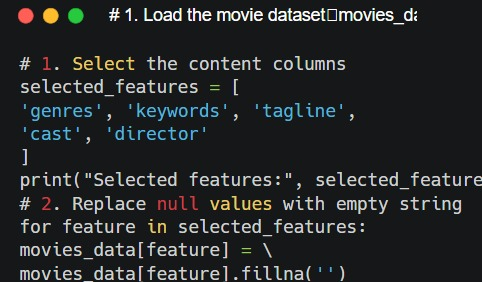 # 1. Load the movie dataset□movies_da
# 1. Select the content columns
selected_features = [
'genres', 'keywords', 'tagline',
'cast', 'director'
]
print("Selected features:", selected_feature
# 2. Replace null values with empty string
for feature in selected_features:
movies_data[feature] = \
movies_data[feature].fillna('')